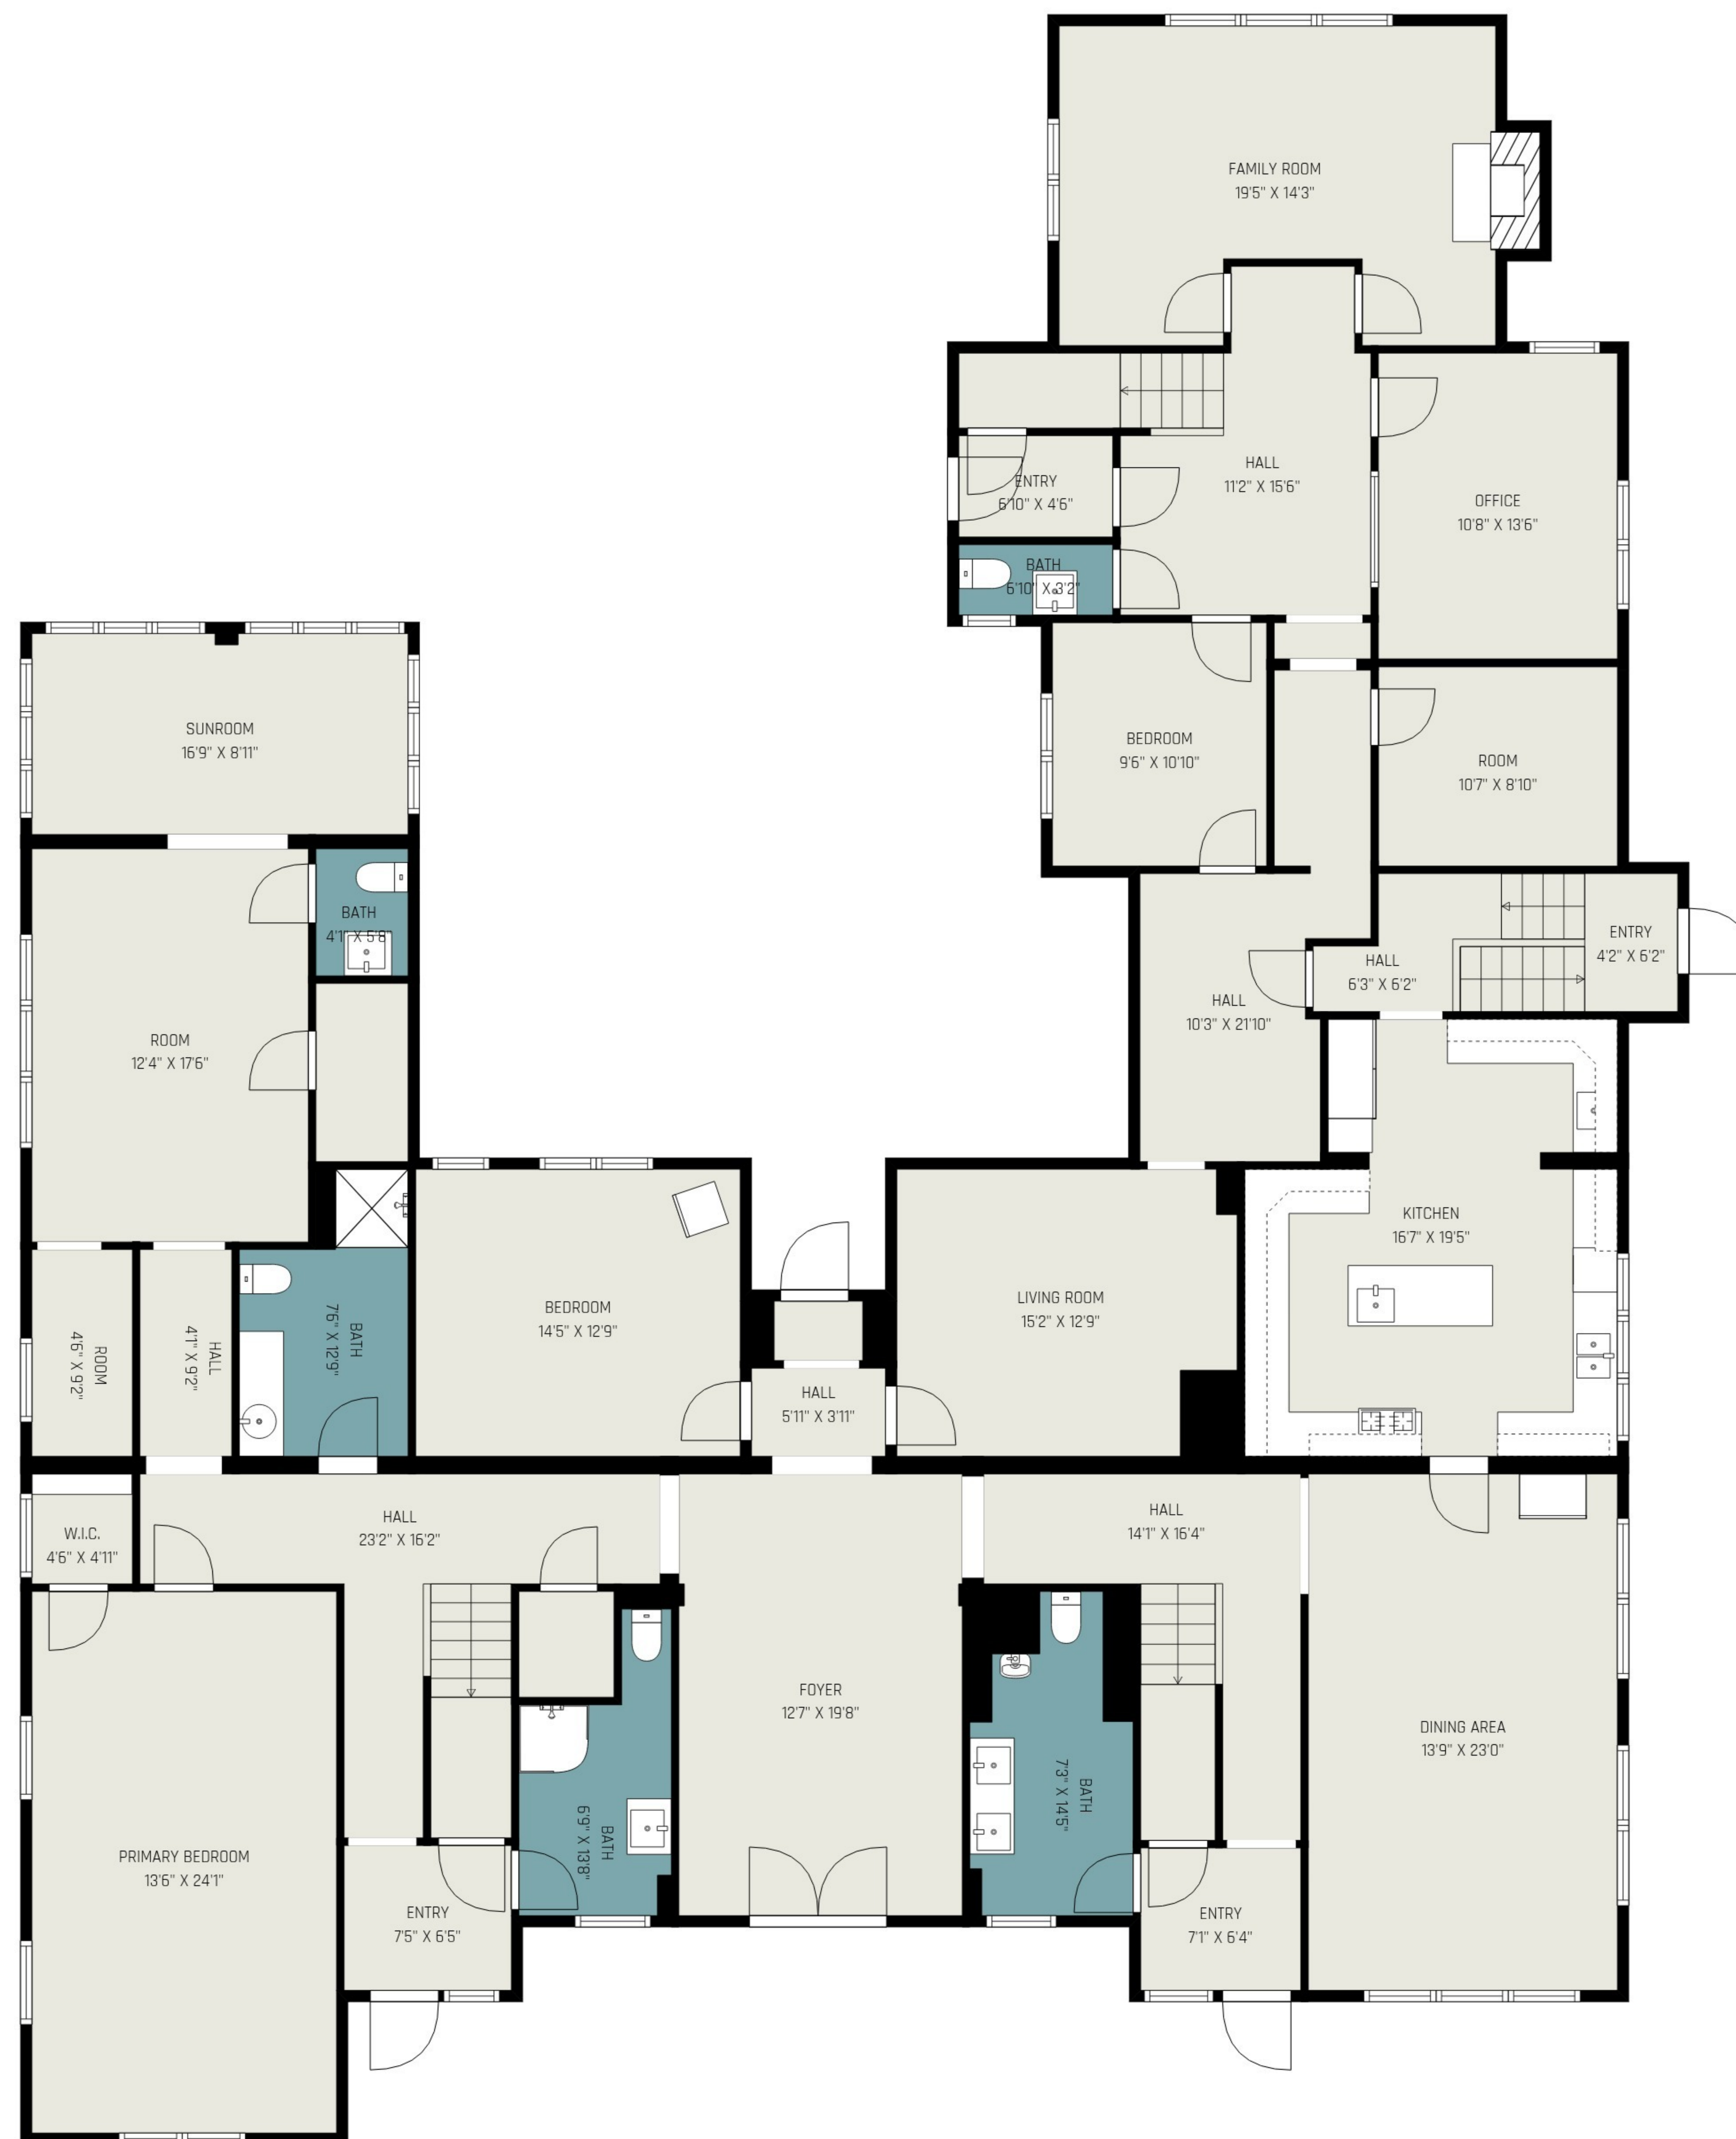 FAMILY ROOM
19'5" X 14'3"
HALL
11'2" X 15'6"
ENTRY
6'10" X 4'6"
OFFICE
10'8" X 13'6"
BATH
6'10" X 3'2"
SUNROOM
16'9" X 8'11"
BEDROOM
9'6" X 10'10"
ROOM
10'7" X 8'10"
BATH
4'1" X 5'8"
ENTRY
4'2" X 6'2"
HALL
6'3" X 6'2"
HALL
10'3" X 21'10"
ROOM
12'4" X 17'6"
KITCHEN
16'7" X 19'5"
LIVING ROOM
15'2" X 12'9"
BEDROOM
14'5" X 12'9"
BATH
7'6" X 12'9"
HALL
4'1" X 9'2"
ROOM
4'6" X 9'2"
HALL
5'11" X 3'11"
W.I.C.
4'6" X 4'11"
HALL
23'2" X 16'2"
HALL
14'1" X 16'4"
FOYER
12'7" X 19'8"
DINING AREA
13'9" X 23'0"
BATH
7'3" X 14'5"
BATH
6'9" X 13'8"
PRIMARY BEDROOM
13'6" X 24'1"
ENTRY
7'5" X 6'5"
ENTRY
7'1" X 6'4"